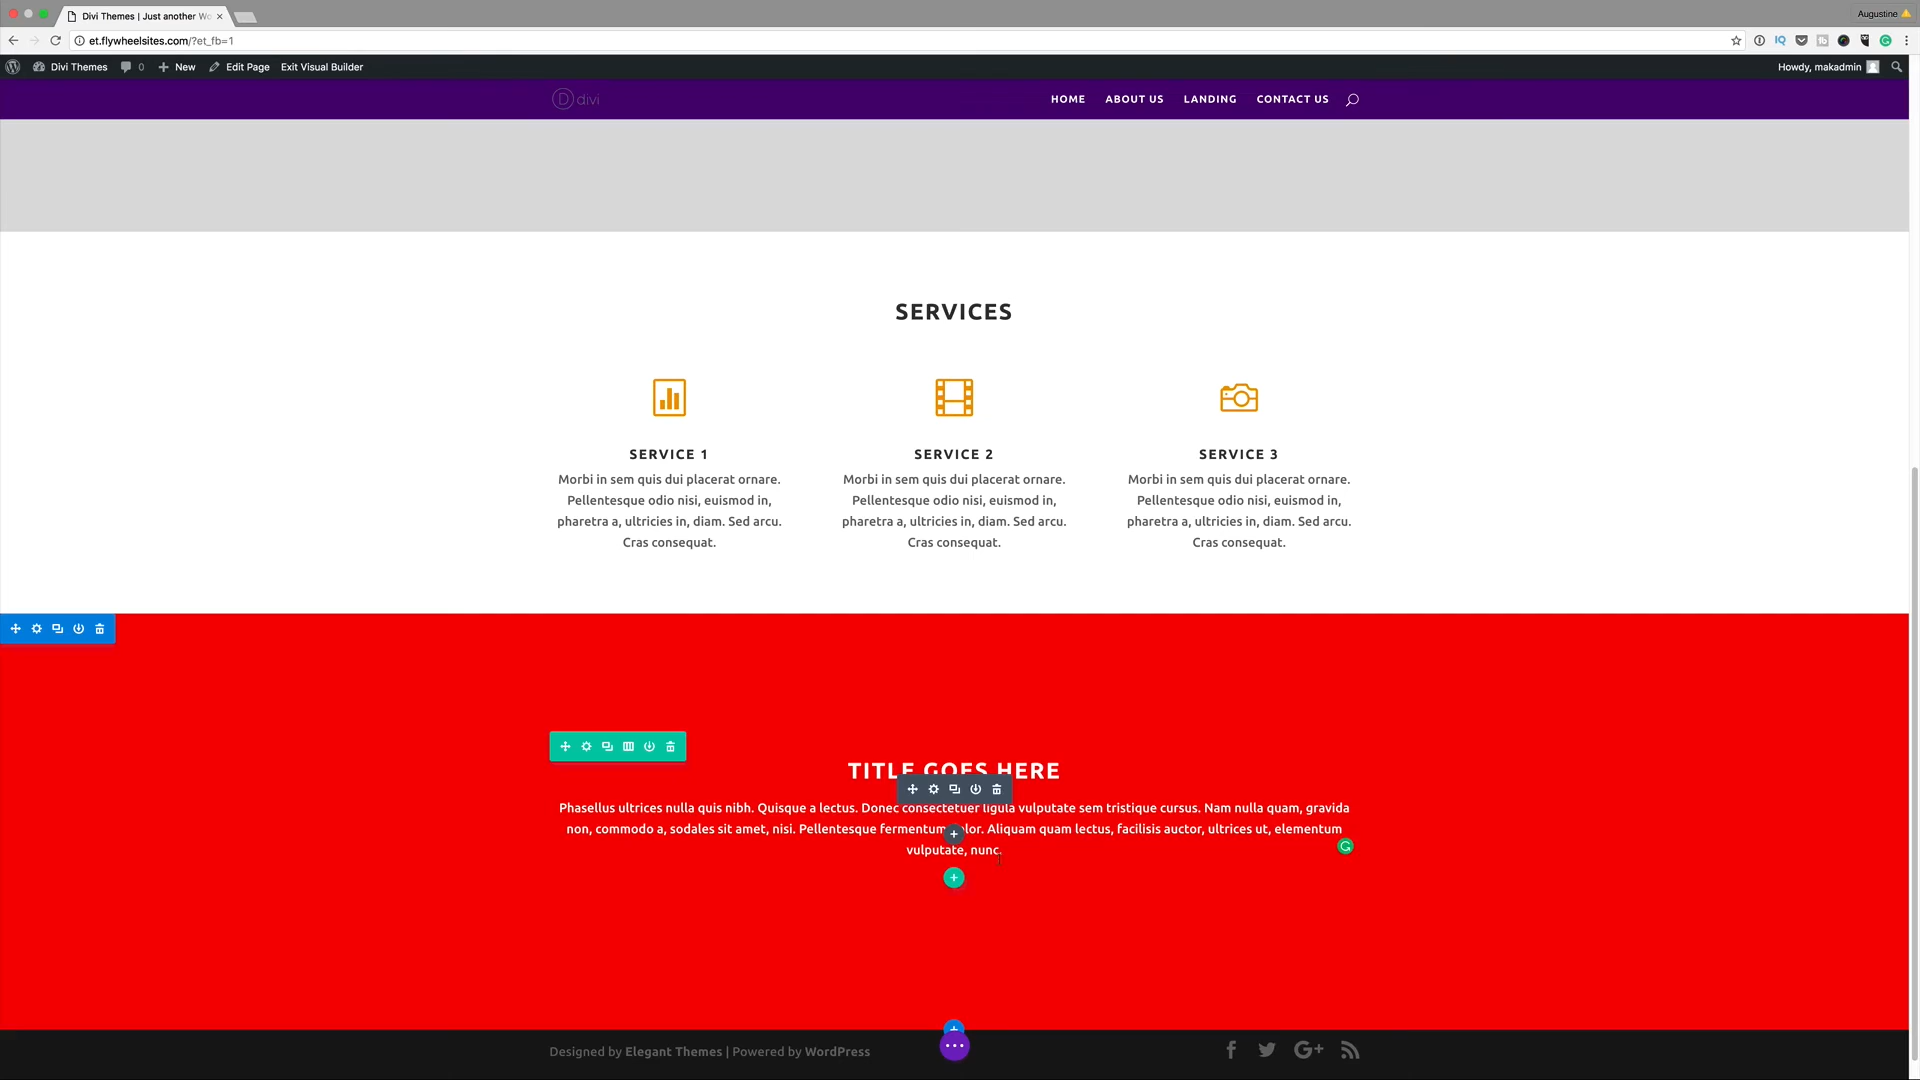 Divi Themes | Just another Wo
Augustine
et.flywheelsites.com/?et_fb=1
Divi Themes 0 New Edit Page Exit Visual Builder Howdy, makadmin
D divi HOME ABOUT US LANDING CONTACT US
SERVICES
SERVICE 1
Morbi in sem quis dui placerat ornare.
Pellentesque odio nisi, euismod in,
pharetra a, ultricies in, diam. Sed arcu.
Cras consequat.
SERVICE 2
Morbi in sem quis dui placerat ornare.
Pellentesque odio nisi, euismod in,
pharetra a, ultricies in, diam. Sed arcu.
Cras consequat.
SERVICE 3
Morbi in sem quis dui placerat ornare.
Pellentesque odio nisi, euismod in,
pharetra a, ultricies in, diam. Sed arcu.
Cras consequat.
TITLE GOES HERE
Phasellus ultrices nulla quis nibh. Quisque a lectus. Donec consectetuer ligula vulputate sem tristique cursus. Nam nulla quam, gravida
non, commodo a, sodales sit amet, nisi. Pellentesque Aliquam quam lectus, facilisis auctor, ultrices ut, elementum
vulputate, nunc.
Designed by Elegant Themes | Powered by WordPress